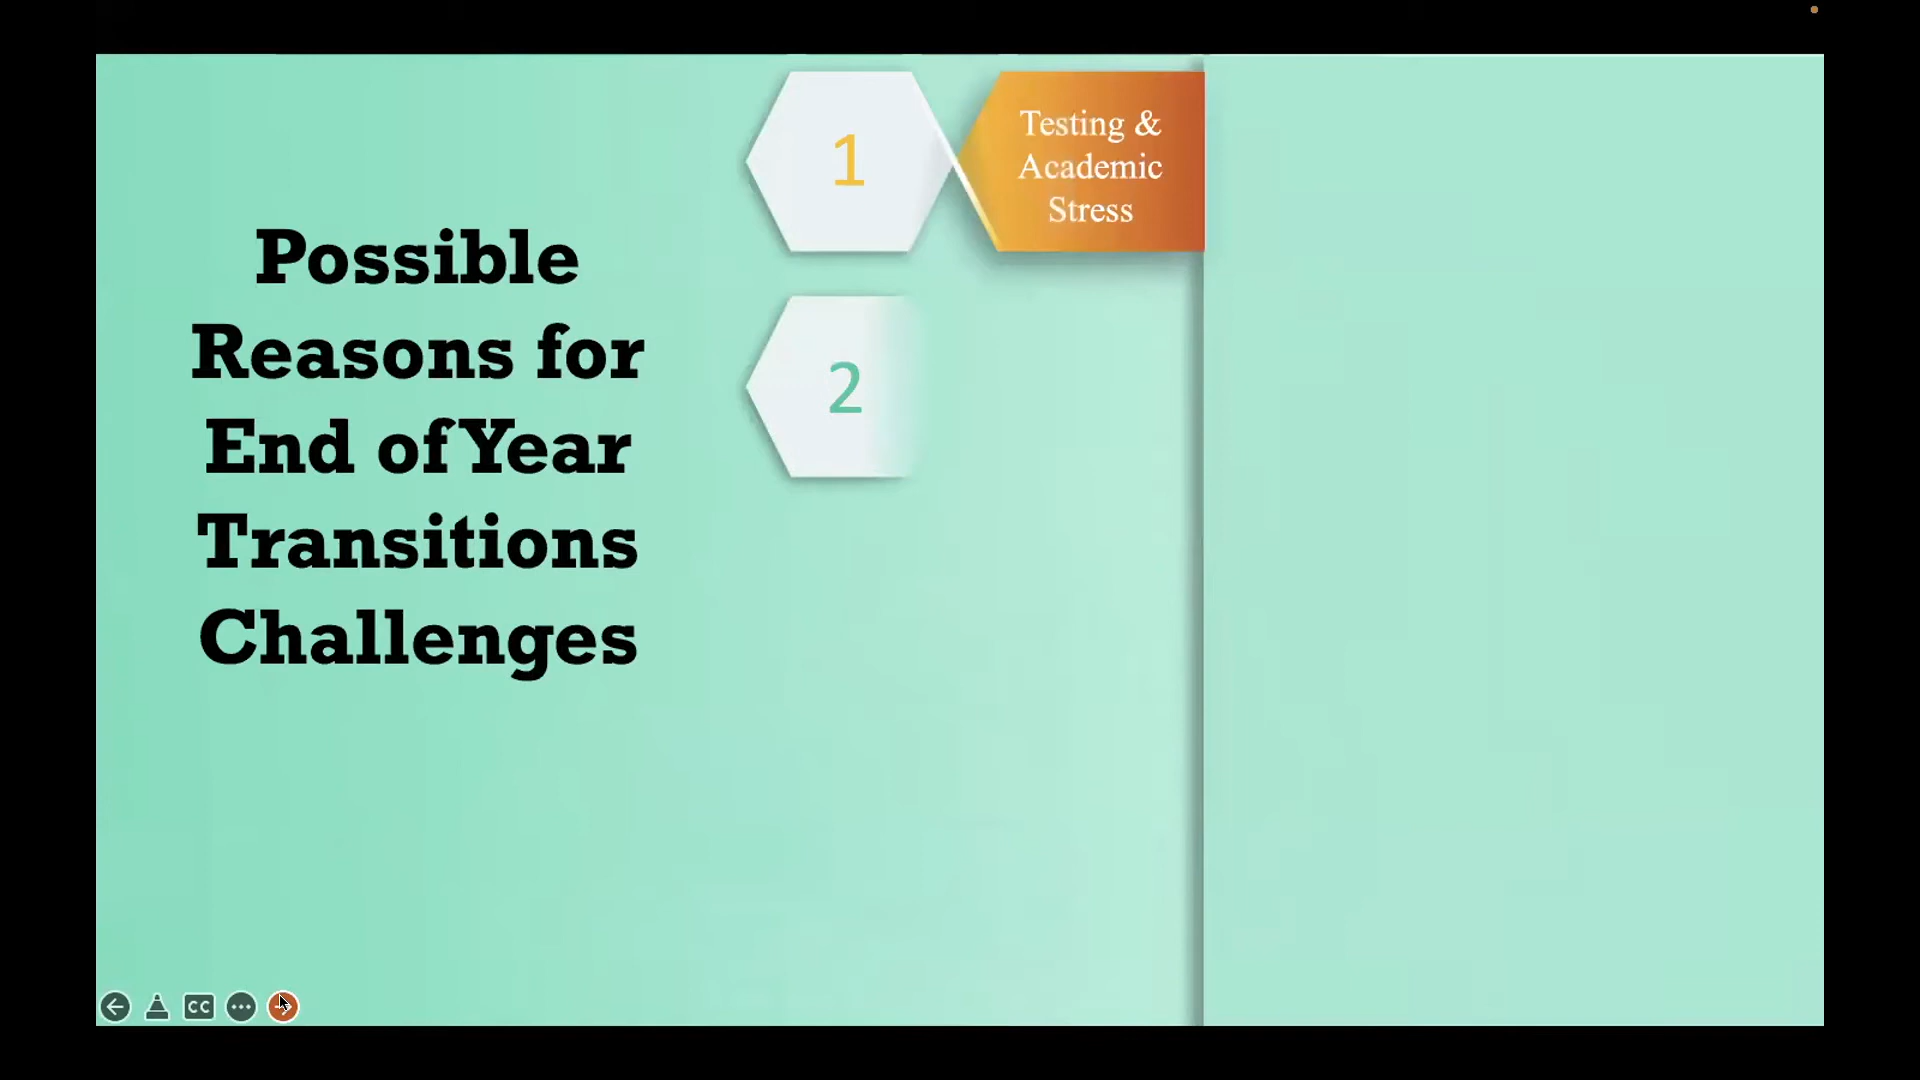 Possible
Reasons for
End of Year
Transitions
Challenges
1
Testing &
Academic
Stress
2
CC